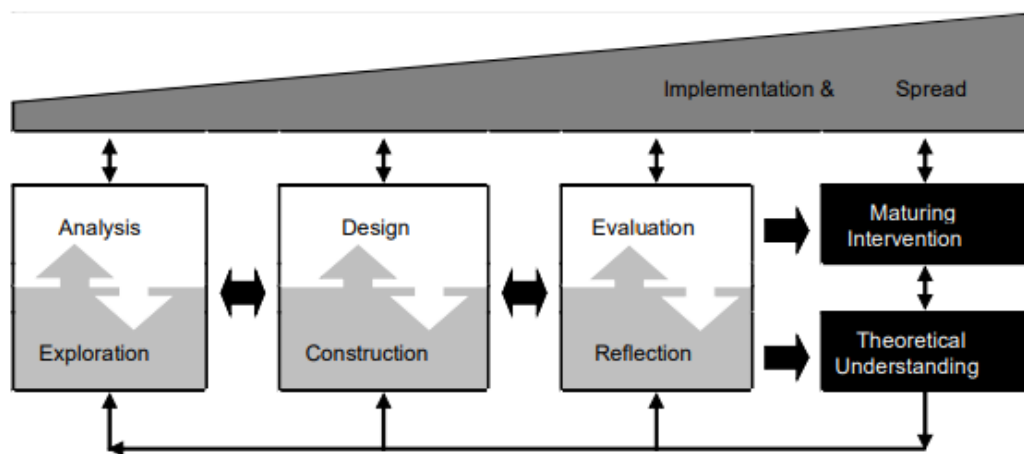 Implementation & Spread
Analysis
Exploration
Design
Construction
Evaluation
Reflection
Maturing
Intervention
Theoretical
Understanding